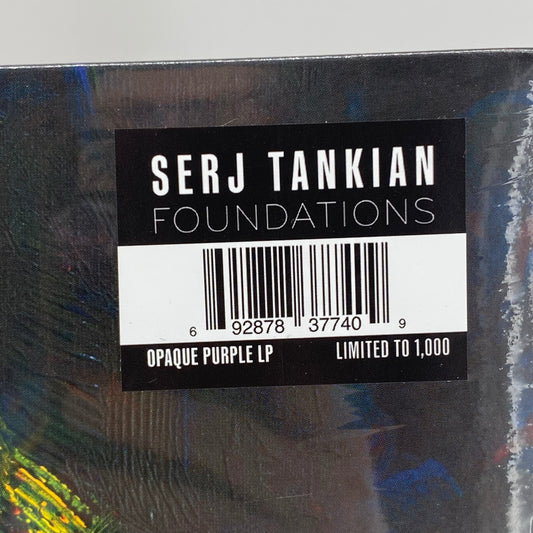 SERJ TANKIAN
FOUNDATIONS
6 92878 37740 9
OPAQUE PURPLE LP LIMITED TO 1,000